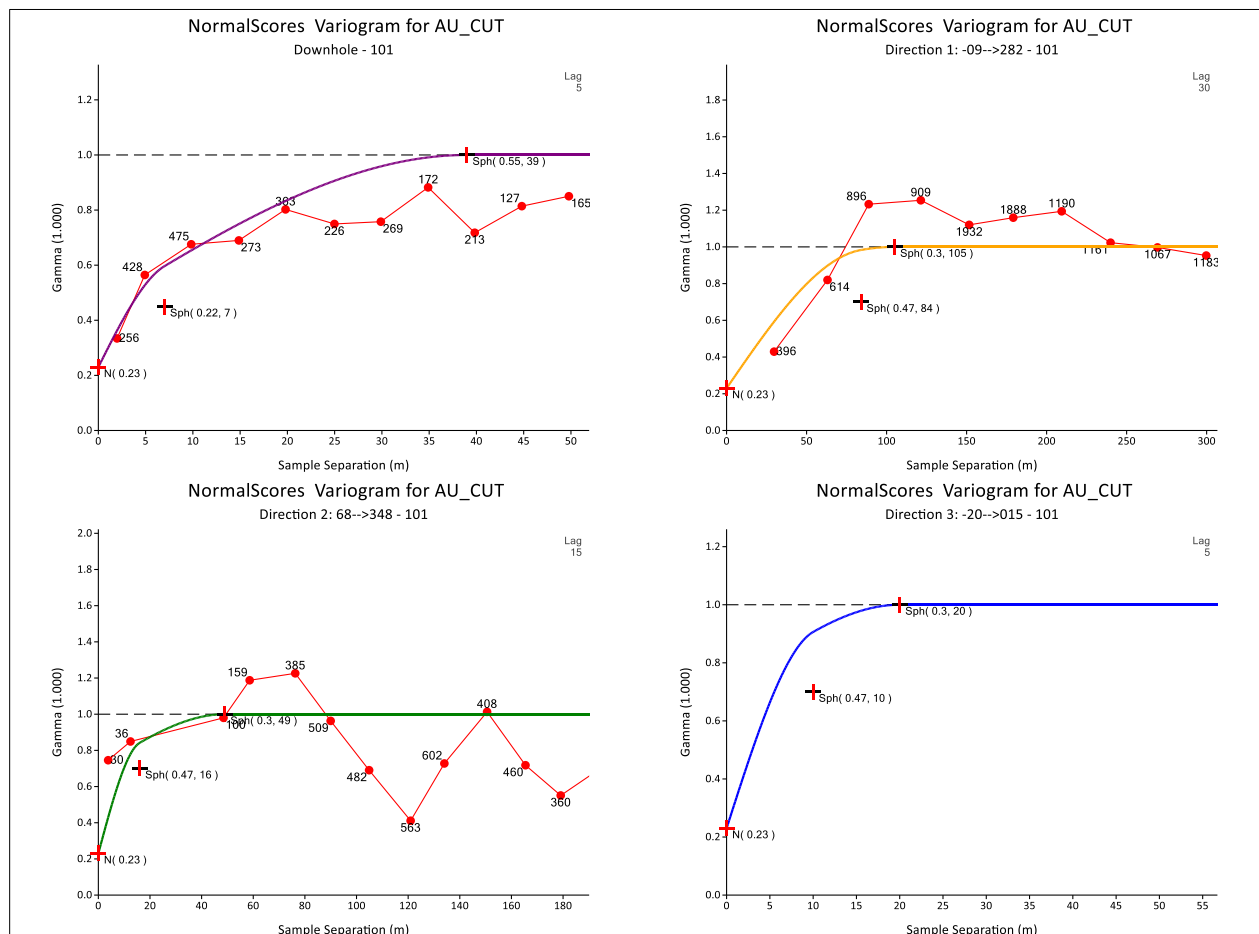 NormalScores Variogram for AU_CUT
Downhole - 101
Lag
5
1.2
1.0
0.8
0.6
0.4
0.2
0.0
Gamma (1.000)
Sph( 0.55, 39 )
172
383
127
165
475
273
226
269
213
428
Sph( 0.22, 7 )
256
N( 0.23 )
0 5 10 15 20 25 30 35 40 45 50
Sample Separation (m)
NormalScores Variogram for AU_CUT
Direction 1: -09-->282 - 101
Lag
30
1.8
1.6
1.4
1.2
1.0
0.8
0.6
0.4
0.2
0.0
Gamma (1.000)
896
909
1932
1888
1190
1161
1067
1183
Sph( 0.3, 105 )
614
Sph( 0.47, 84 )
396
N( 0.23 )
0 50 100 150 200 250 300
Sample Separation (m)
NormalScores Variogram for AU_CUT
Direction 2: 68-->348 - 101
Lag
15
2.0
1.8
1.6
1.4
1.2
1.0
0.8
0.6
0.4
0.2
0.0
Gamma (1.000)
159
385
408
36
100
Sph( 0.3, 49 )
509
30
Sph( 0.47, 16 )
482
602
460
360
563
N( 0.23 )
0 20 40 60 80 100 120 140 160 180
Sample Separation (m)
NormalScores Variogram for AU_CUT
Direction 3: -20-->015 - 101
Lag
5
1.2
1.0
0.8
0.6
0.4
0.2
0.0
Gamma (1.000)
Sph( 0.3, 20 )
Sph( 0.47, 10 )
N( 0.23 )
0 5 10 15 20 25 30 35 40 45 50 55
Sample Separation (m)